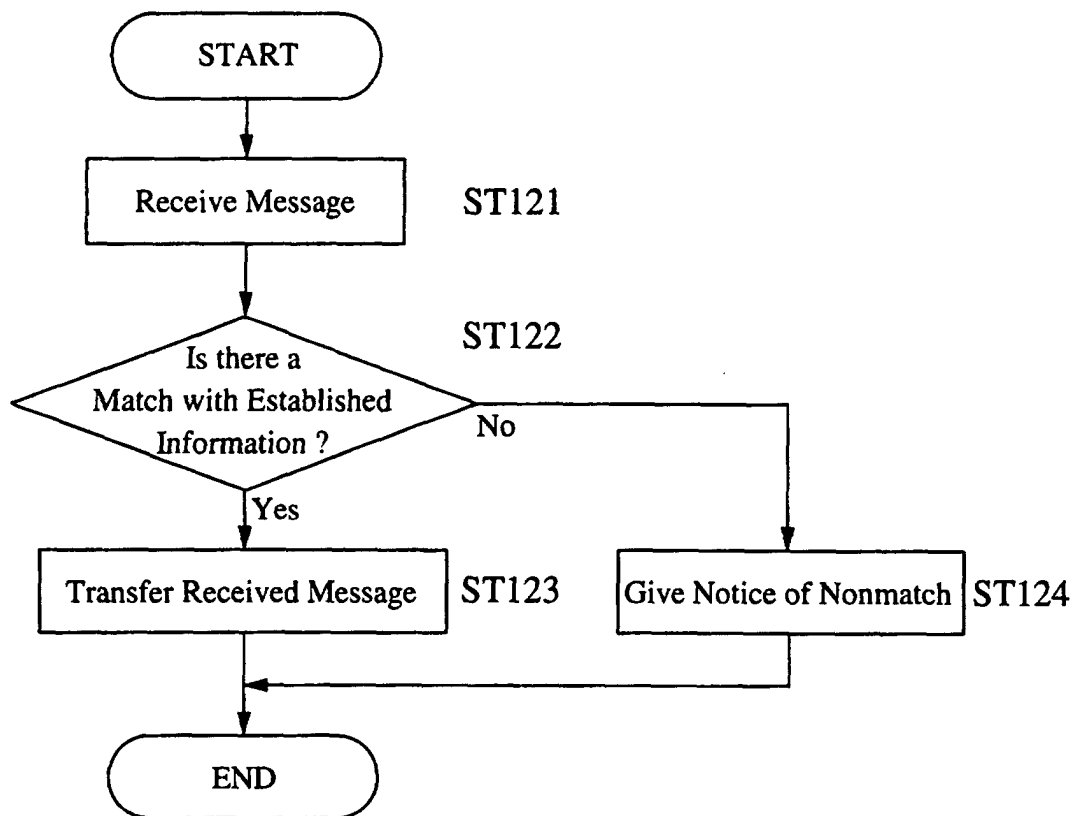 START
Receive Message
ST121
ST122
Is there a
Match with Established
Information ?
No
Yes
Transfer Received Message
ST123
Give Notice of Nonmatch
ST124
END